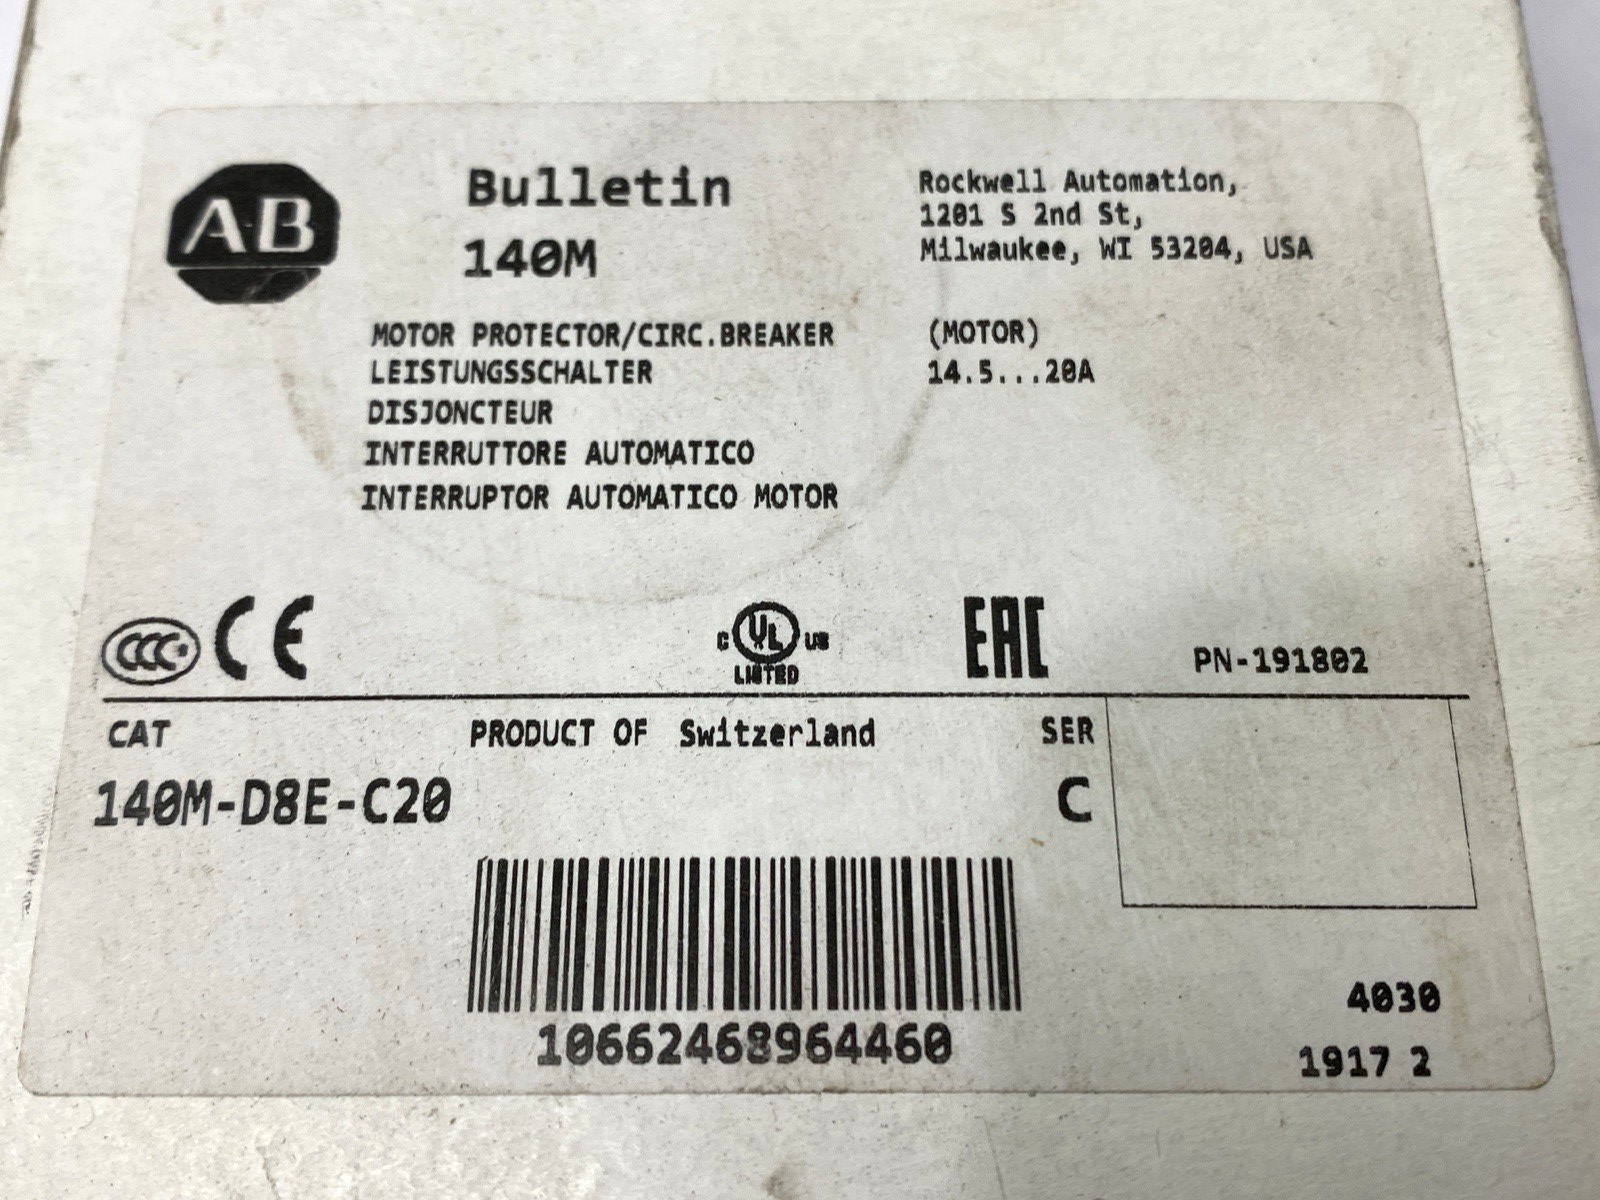 A-B
Bulletin
140M
Rockwell Automation,
1201 S 2nd St,
Milwaukee, WI 53204, USA
MOTOR PROTECTOR/CIRC.BREAKER
LEISTUNGSSCHALTER
DISJONCTEUR
INTERRUTTORE AUTOMATICO
INTERRUPTOR AUTOMATICO MOTOR
(MOTOR)
14.5...20A
CCC
CE
C UL US
LISTED
EAC
PN-191802
CAT
PRODUCT OF Switzerland
SER
140M-D8E-C20
C
10662468964460
4030
1917 2